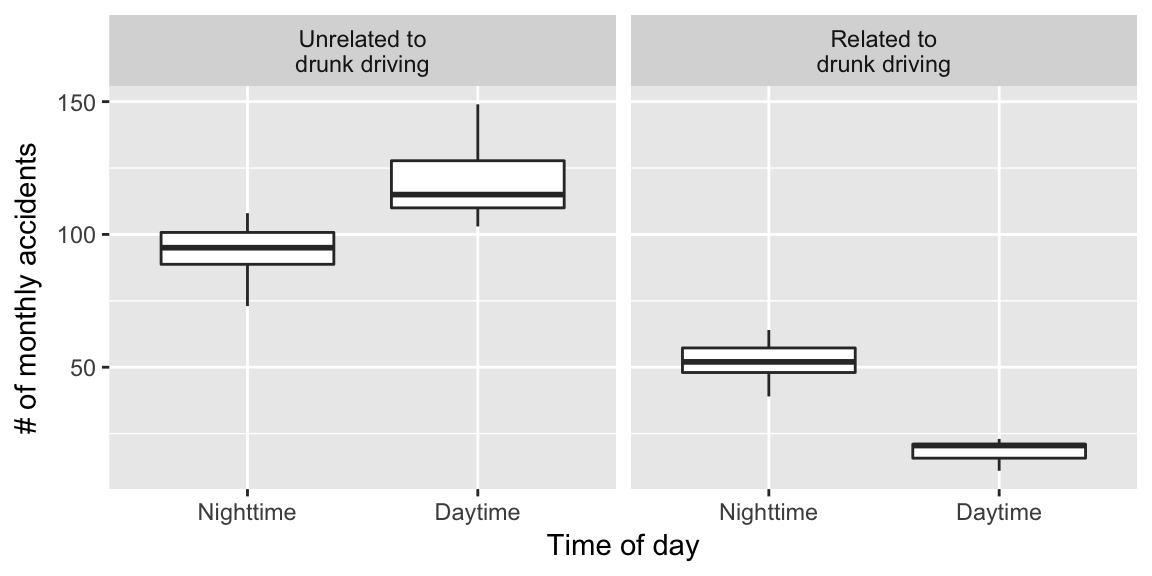 Unrelated to
drunk driving
Related to
drunk driving
150
100
50
# of monthly accidents
Nighttime
Daytime
Nighttime
Daytime
Time of day